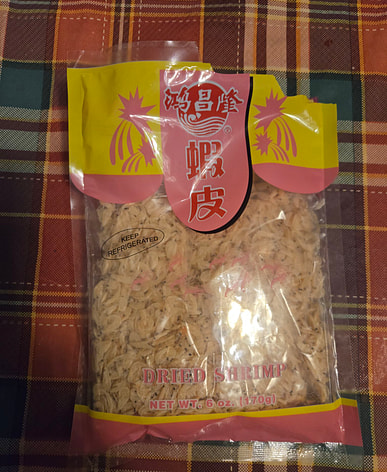 鴻昌隆
®
蝦皮
KEEP
REFRIGERATED
DRIED SHRIMP
NET WT. 6 oz. (170g)